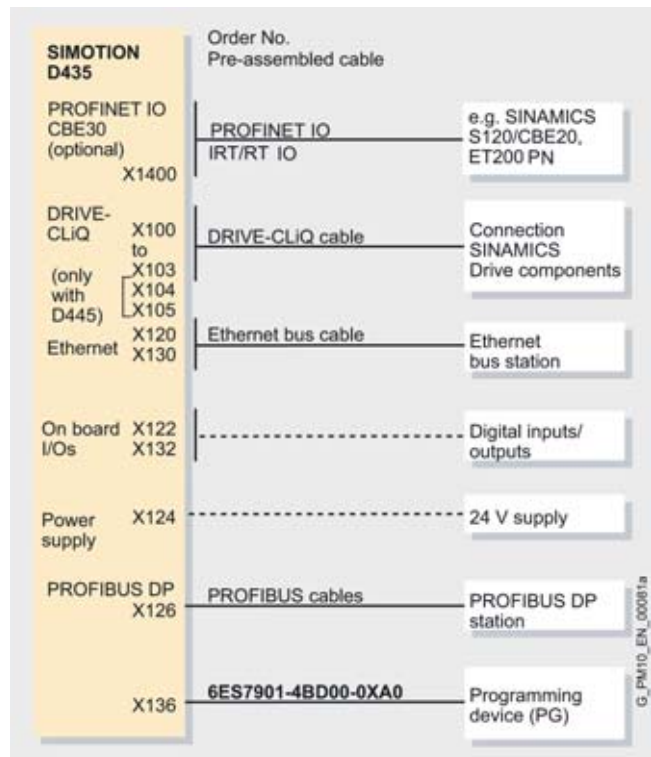 SIMOTION
D435
Order No.
Pre-assembled cable
PROFINET IO
CBE30
(optional)
X1400
PROFINET IO
IRT/RT IO
e.g. SINAMICS
S120/CBE20,
ET200 PN
DRIVE-
CLiQ
X100
to
X103
(only
with
D445)
X104
X105
DRIVE-CLiQ cable
Connection
SINAMICS
Drive components
Ethernet
X120
X130
Ethernet bus cable
Ethernet
bus station
On board
I/Os
X122
X132
Digital inputs/
outputs
Power
supply
X124
24 V supply
PROFIBUS DP
X126
PROFIBUS cables
PROFIBUS DP
station
X136
6ES7901-4BD00-0XA0
Programming
device (PG)
G_PM10_EN_00081a